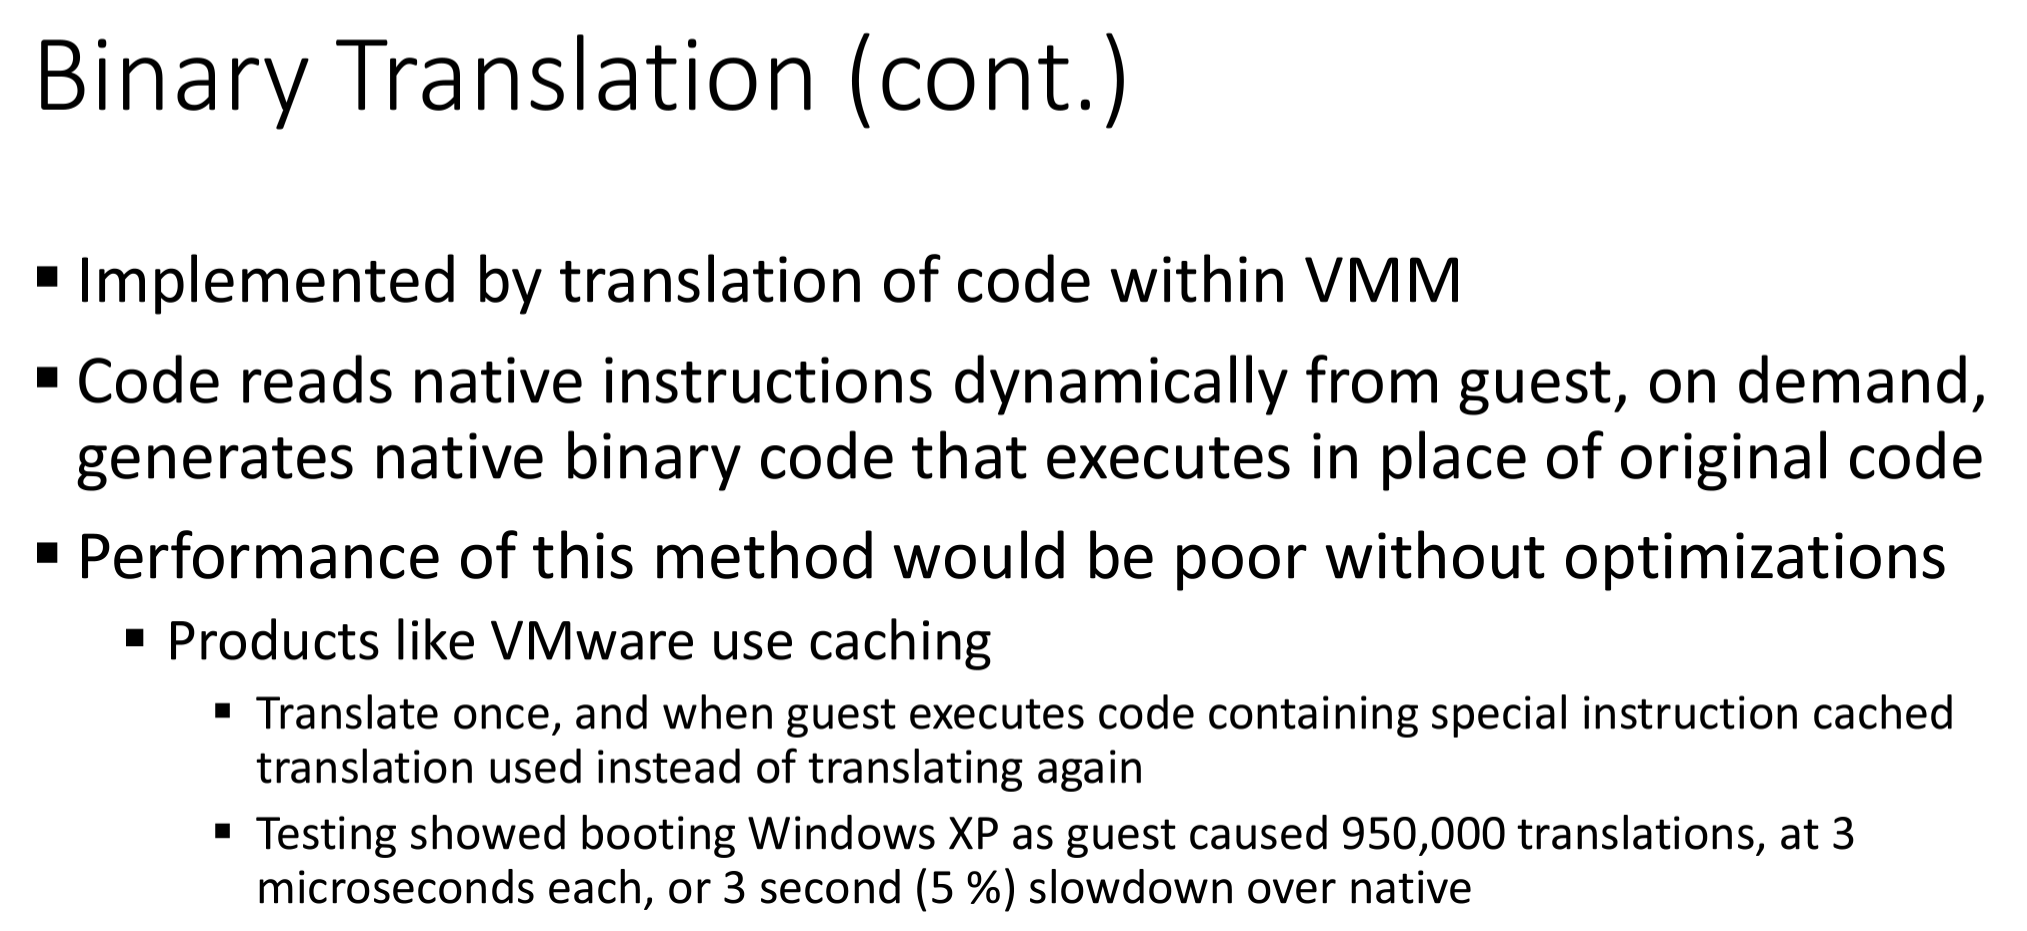 Binary Translation (cont.)
▪ Implemented by translation of code within VMM
▪ Code reads native instructions dynamically from guest, on demand,
generates native binary code that executes in place of original code
▪ Performance of this method would be poor without optimizations
▪ Products like VMware use caching
▪ Translate once, and when guest executes code containing special instruction cached
translation used instead of translating again
▪ Testing showed booting Windows XP as guest caused 950,000 translations, at 3
microseconds each, or 3 second (5 %) slowdown over native